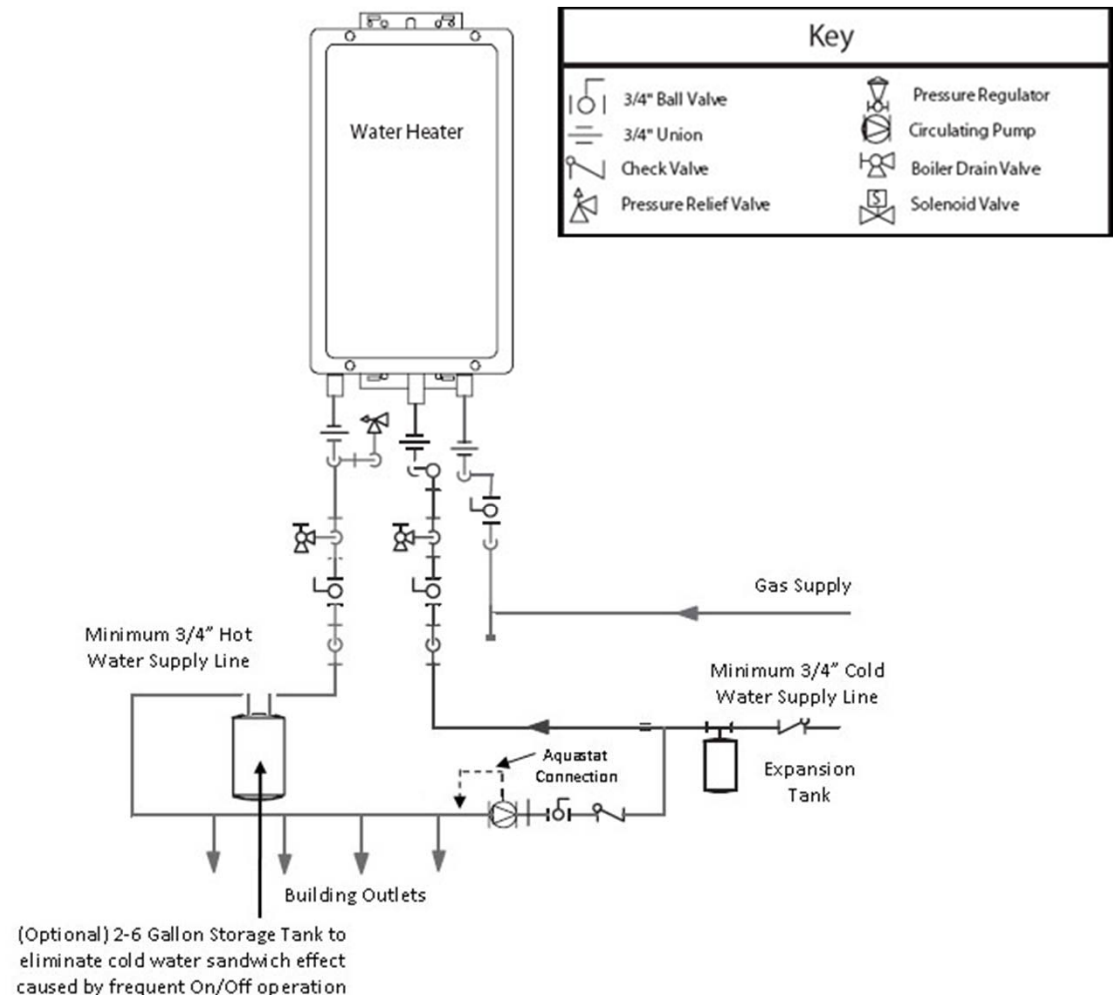 Key
3/4" Ball Valve
3/4" Union
Check Valve
Pressure Relief Valve
Pressure Regulator
Circulating Pump
Boiler Drain Valve
S
Solenoid Valve
Water Heater
Gas Supply
Minimum 3/4” Hot
Water Supply Line
Minimum 3/4” Cold
Water Supply Line
Aquastat
Connection
Expansion
Tank
Building Outlets
(Optional) 2-6 Gallon Storage Tank to
eliminate cold water sandwich effect
caused by frequent On/Off operation